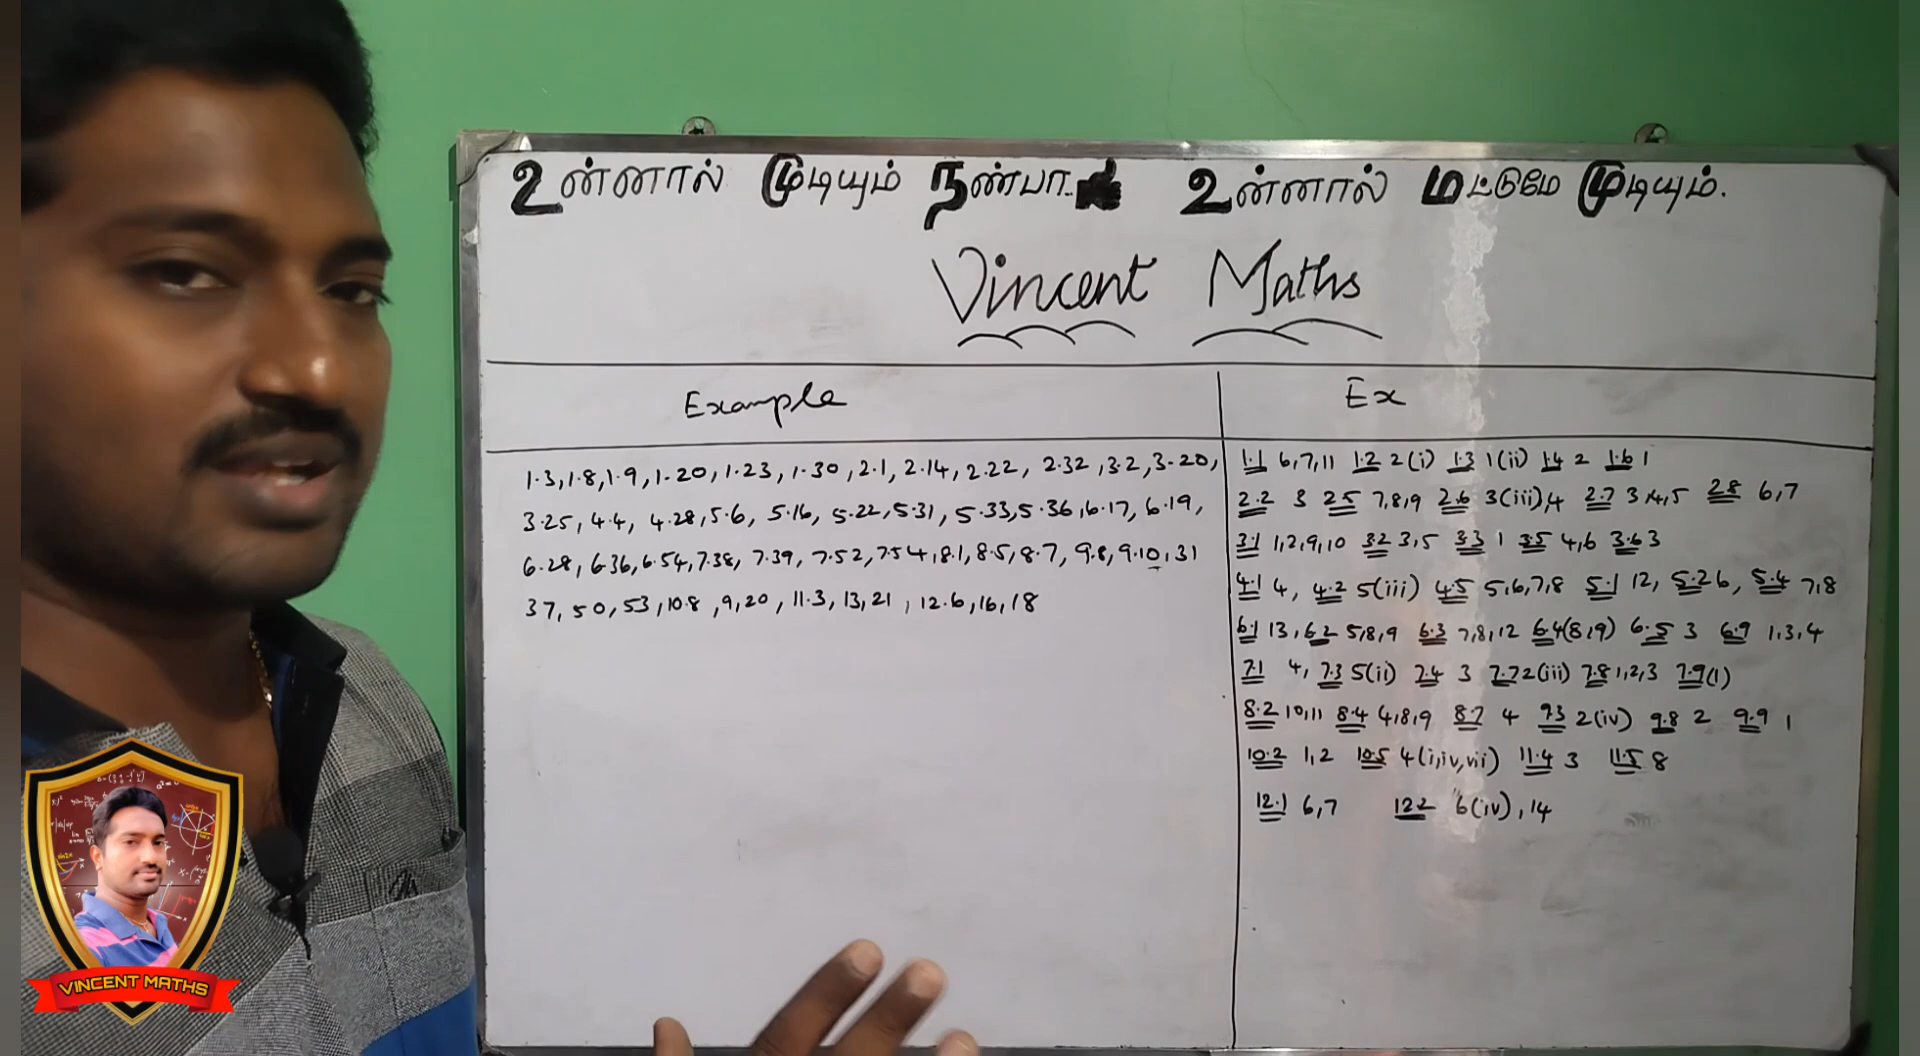 உன்னால் முடியும் நண்பா.. உன்னால் மட்டுமே முடியும்.
Vincent Maths
Example
1.3, 1.8, 1.9, 1.20, 1.23, 1.30, 2.1, 2.14, 2.22, 2.32, 3.2, 3.20,
3.25, 4.4, 4.28, 5.6, 5.16, 5.22, 5.31, 5.33, 5.36, 6.17, 6.19,
6.28, 6.36, 6.54, 7.38, 7.39, 7.52, 7.54, 8.1, 8.5, 8.7, 9.8, 9.10, 31
37, 50, 53, 10.8, 9, 20, 11.3, 13, 21, 12.6, 16, 18
Ex
1.1 6,7,11 1.2 2(i) 1.3 1(ii) 1.4 2 1.6 1
2.2 3 2.5 7,8,9 2.6 3(iii),4 2.7 3,4,5 2.8 6,7
3.1 1,2,9,10 3.2 3,5 3.3 1 3.5 4,6 3.6 3
4.1 4, 4.2 5(iii) 4.5 5,6,7,8 5.1 12, 5.2 6, 5.4 7,8
6.1 13, 6.2 5,8,9 6.3 7,8,12 6.4(8,9) 6.5 3 6.9 1,3,4
7.1 4, 7.3 5(ii) 7.4 3 7.7 2(iii) 7.8 1,2,3 7.9(1)
8.2 10,11 8.4 4,8,9 8.7 4 9.3 2(iv) 9.8 2 9.9 1
10.2 1,2 10.5 4(i,iv,vii) 11.4 3 11.5 8
12.1 6,7 12.2 6(iv),14
VINCENT MATHS